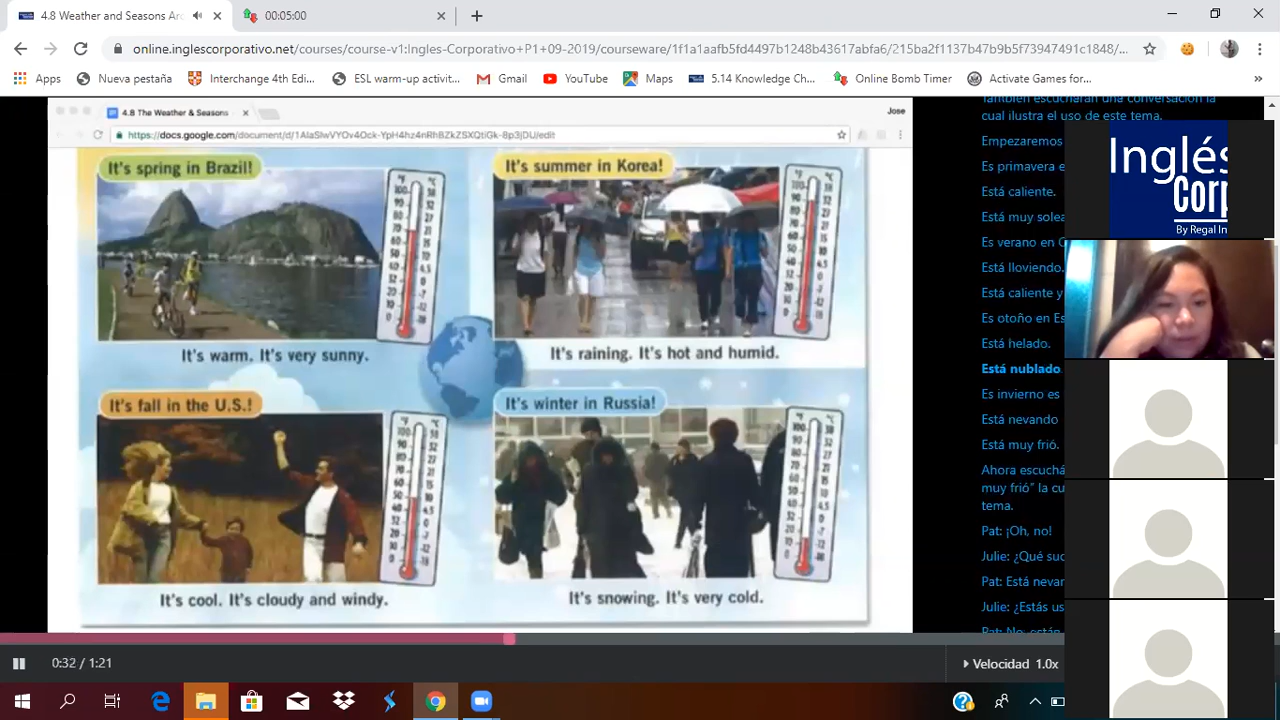 4.8 Weather and Seasons Aro
00:05:00
online.inglescorporativo.net/courses/course-v1:Ingles-Corporativo+P1+09-2019/courseware/1f1a1aafb5fd4497b1248b43617abfa6/215ba2f1137b47b9b5f73947491c1848/...
Apps
Nueva pestaña
Interchange 4th Edi...
ESL warm-up activit...
Gmail
YouTube
Maps
5.14 Knowledge Ch...
Online Bomb Timer
Activate Games for...
»
4.8 The Weather & Seasons
Jose
It's spring in Brazil!
It's warm. It's very sunny.
It's summer in Korea!
It's raining. It's hot and humid.
It's fall in the U.S.!
It's cool. It's cloudy and windy.
It's winter in Russia!
It's snowing. It's very cold.
También escucharán una conversación la
cual ilustra el uso de este tema.
Empezaremos
Es primavera e
Está caliente.
Está muy solea
Es verano en C
Está lloviendo.
Está caliente y
Es otoño en Es
Está helado.
Está nublado
Es invierno es
Está nevando
Está muy frió.
Ahora escuchá
muy frió" la cu
tema.
Pat: ¡Oh, no!
Julie: ¿Qué suc
Pat: Está nevar
Julie: ¿Estás us
Pat: No, están
Inglés
Corp
By Regal In
0:32 / 1:21
Velocidad 1.0x